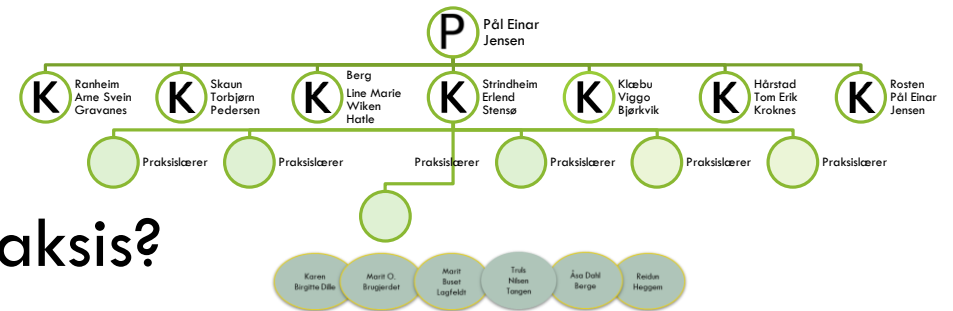 P
Pål Einar
Jensen
K
Ranheim
Arne Svein
Gravanes
K
Skaun
Torbjørn
Pedersen
K
Berg
Line Marie
Wiken
Hatle
K
Strindheim
Erlend
Stensø
K
Klæbu
Viggo
Bjørkvik
K
Hårstad
Tom Erik
Kroknes
K
Rosten
Pål Einar
Jensen
Praksislærer
Praksislærer
Praksislærer
Praksislærer
Praksislærer
Praksislærer
aksis?
Karen
Birgitte Dille
Marit O.
Brugjerdet
Marit
Buset
Lagfeldt
Truls
Nilsen
Tangen
Åsa Dahl
Berge
Reidun
Heggem